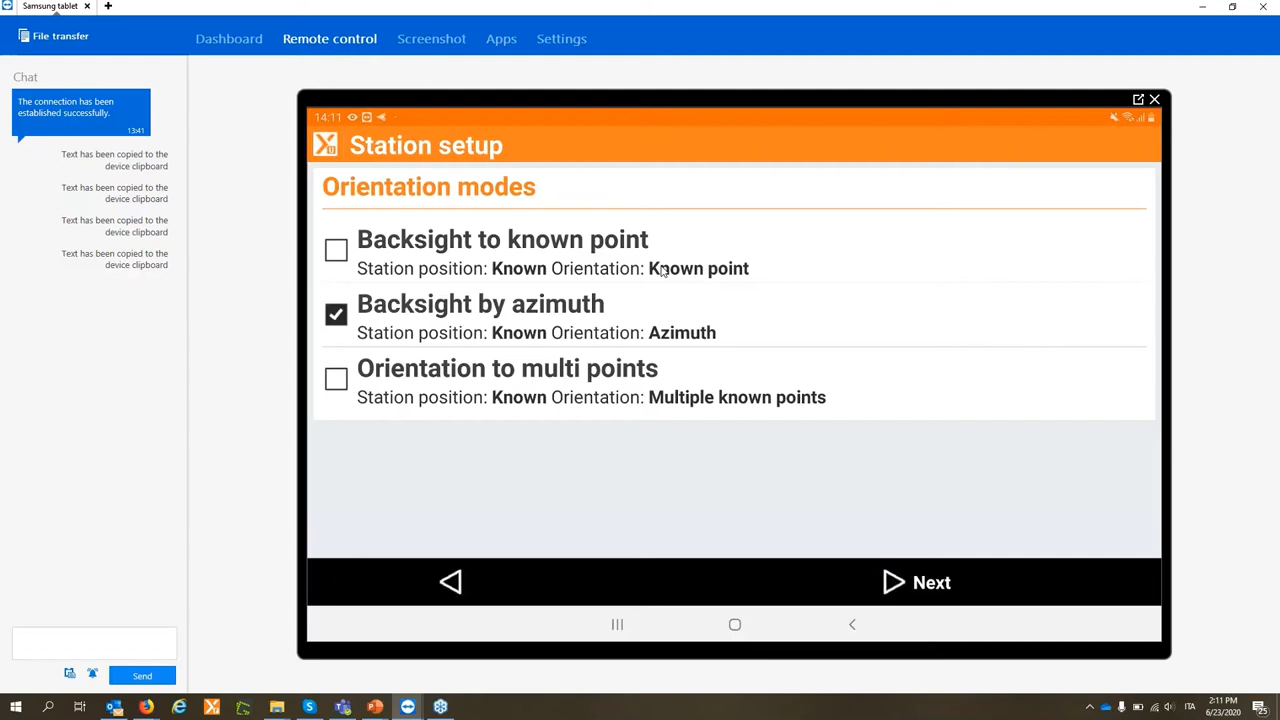 Samsung tablet
File transfer
Dashboard
Remote control
Screenshot
Apps
Settings
Chat
The connection has been
established successfully.
13:41
Text has been copied to the
device clipboard
Text has been copied to the
device clipboard
Text has been copied to the
device clipboard
Text has been copied to the
device clipboard
Send
14:11
Station setup
Orientation modes
Backsight to known point
Station position: Known Orientation: Known point
Backsight by azimuth
Station position: Known Orientation: Azimuth
Orientation to multi points
Station position: Known Orientation: Multiple known points
Next
ITA
2:11 PM
6/23/2020
25